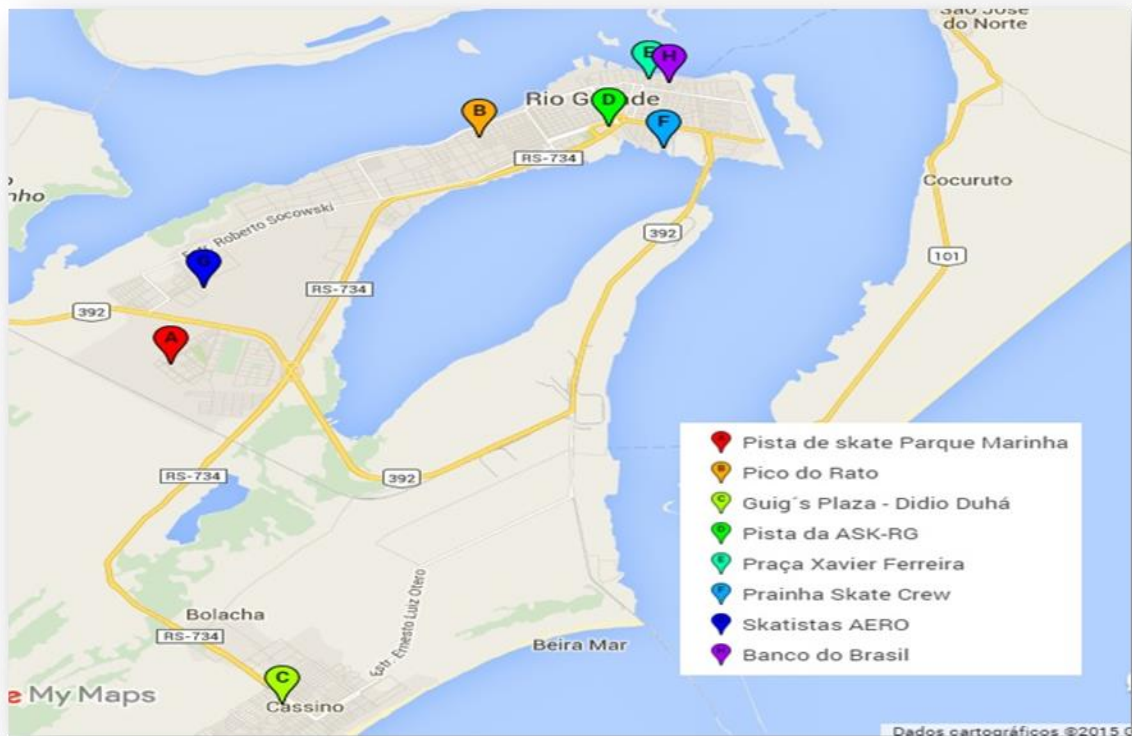 São José
do Norte
E
H
Rio Grande
D
B
F
RS-734
Cocuruto
nho
Roberto Socowski
392
G
101
RS-734
392
A
Pista de skate Parque Marinha
B Pico do Rato
C Guig´s Plaza - Didio Duhá
RS-734
392
D Pista da ASK-RG
E Praça Xavier Ferreira
F Prainha Skate Crew
Estr. Ernesto Luiz Otero
Bolacha
Skatistas AERO
RS-734
Beira Mar
H Banco do Brasil
C
e My Maps
Cassino
Dados cartográficos ©2015 G